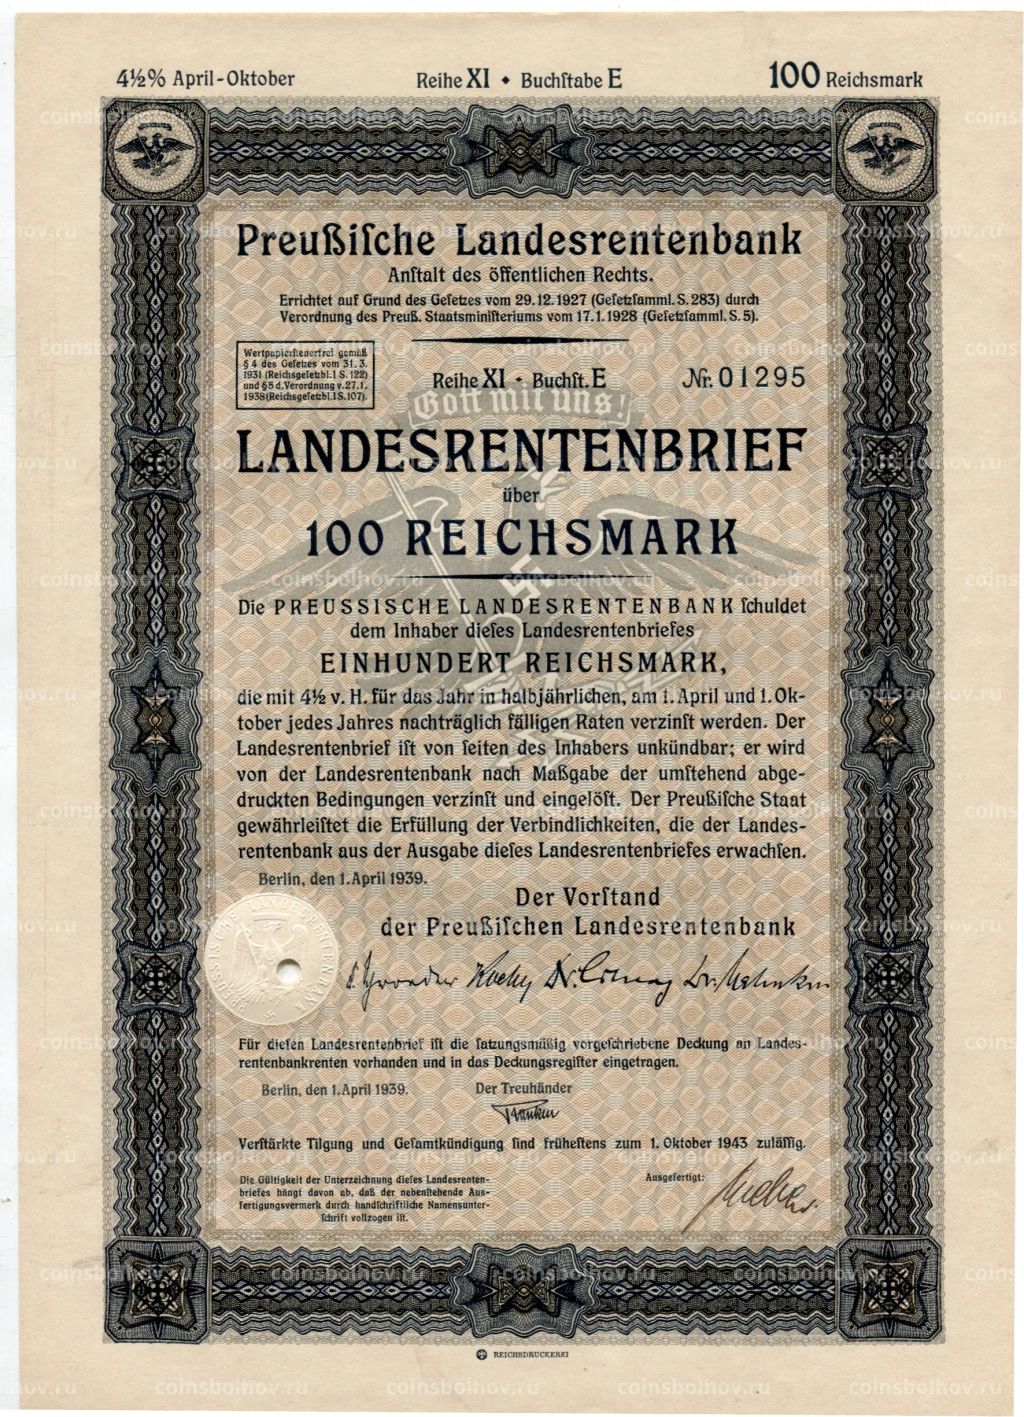 4½% April-Oktober Reihe XI ⬥ Buchſtabe E 100 Reichsmark
Preußiſche Landesrentenbank
Anſtalt des öffentlichen Rechts.
Errichtet auf Grund des Geſetzes vom 29.12.1927 (Geſetzſamml. S. 283) durch
Verordnung des Preuß. Staatsminiſteriums vom 17.1.1928 (Geſetzſamml. S. 5).
Wertpapierſteuerfrei gemäß
§ 4 des Geſetzes vom 31. 3.
1931 (Reichsgeſetzbl. I S. 122)
und § 5 d. Verordnung v. 27.1.
1938 (Reichsgeſetzbl. I S. 107).
Reihe XI • Buchſt. E Nr. 01295
Gott mit uns!
LANDESRENTENBRIEF
über
100 REICHSMARK
Die PREUSSISCHE LANDESRENTENBANK ſchuldet
dem Inhaber dieſes Landesrentenbriefes
EINHUNDERT REICHSMARK,
die mit 4½ v. H. für das Jahr in halbjährlichen, am 1. April und 1. Ok-
tober jedes Jahres nachträglich fälligen Raten verzinſt werden. Der
Landesrentenbrief iſt von ſeiten des Inhabers unkündbar; er wird
von der Landesrentenbank nach Maßgabe der umſtehend abge-
druckten Bedingungen verzinſt und eingelöſt. Der Preußiſche Staat
gewährleiſtet die Erfüllung der Verbindlichkeiten, die der Landes-
rentenbank aus der Ausgabe dieſes Landesrentenbriefes erwachſen.
Berlin, den 1. April 1939.
Der Vorſtand
der Preußiſchen Landesrentenbank
PREUSSISCHE LANDESRENTENBANK
Für dieſen Landesrentenbrief iſt die ſatzungsmäßig vorgeſchriebene Deckung an Landes-
rentenbankrenten vorhanden und in das Deckungsregiſter eingetragen.
Berlin, den 1. April 1939. Der Treuhänder
Verſtärkte Tilgung und Geſamtkündigung ſind früheſtens zum 1. Oktober 1943 zuläſſig.
Die Gültigkeit der Unterzeichnung dieſes Landesrenten-
briefes hängt davon ab, daß der nebenſtehende Aus-
fertigungsvermerk durch handſchriftliche Namensunter-
ſchrift vollzogen iſt.
Ausgefertigt:
REICHSDRUCKEREI
coinsbolhov.ru